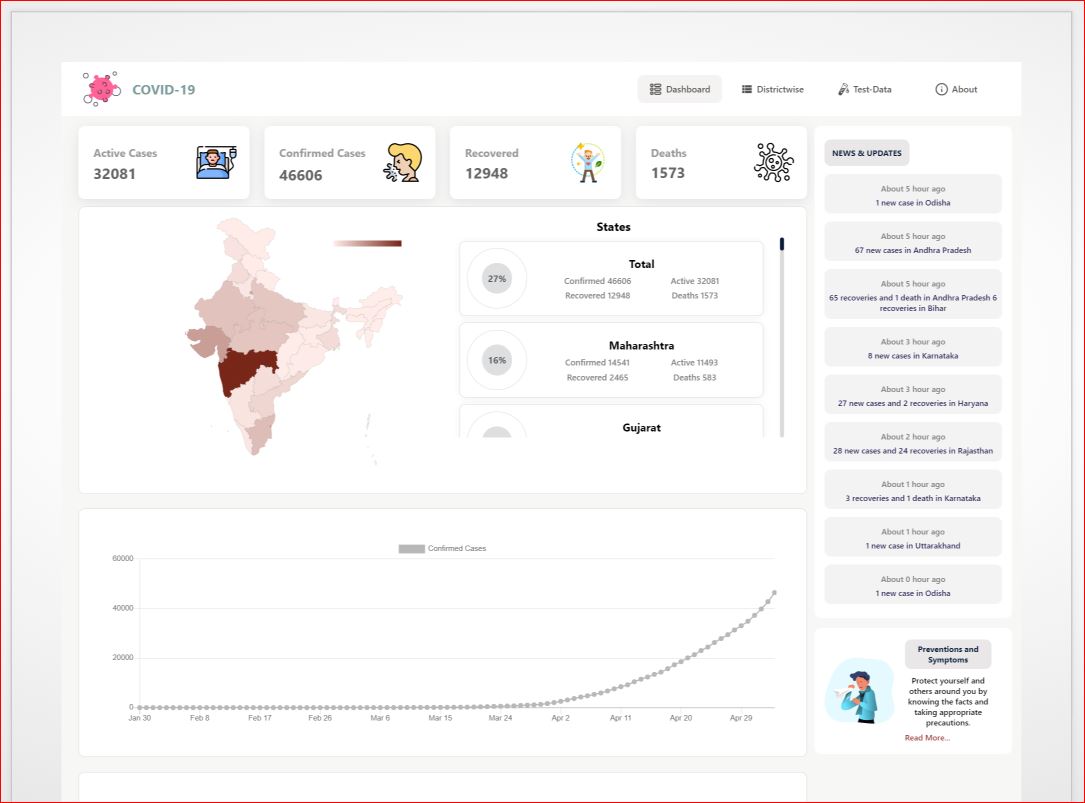 COVID-19
Dashboard
Districtwise
Test-Data
About
Active Cases
32081
Confirmed Cases
46606
Recovered
12948
Deaths
1573
States
27%
Total
Confirmed 46606 Active 32081
Recovered 12948 Deaths 1573
16%
Maharashtra
Confirmed 14541 Active 11493
Recovered 2465 Deaths 583
Gujarat
Confirmed Cases
60000
40000
20000
0
Jan 30 Feb 8 Feb 17 Feb 26 Mar 6 Mar 15 Mar 24 Apr 2 Apr 11 Apr 20 Apr 29
NEWS & UPDATES
About 5 hour ago
1 new case in Odisha
About 5 hour ago
67 new cases in Andhra Pradesh
About 5 hour ago
65 recoveries and 1 death in Andhra Pradesh 6
recoveries in Bihar
About 3 hour ago
8 new cases in Karnataka
About 3 hour ago
27 new cases and 2 recoveries in Haryana
About 2 hour ago
28 new cases and 24 recoveries in Rajasthan
About 1 hour ago
3 recoveries and 1 death in Karnataka
About 1 hour ago
1 new case in Uttarakhand
About 0 hour ago
1 new case in Odisha
Preventions and
Symptoms
Protect yourself and
others around you by
knowing the facts and
taking appropriate
precautions.
Read More...